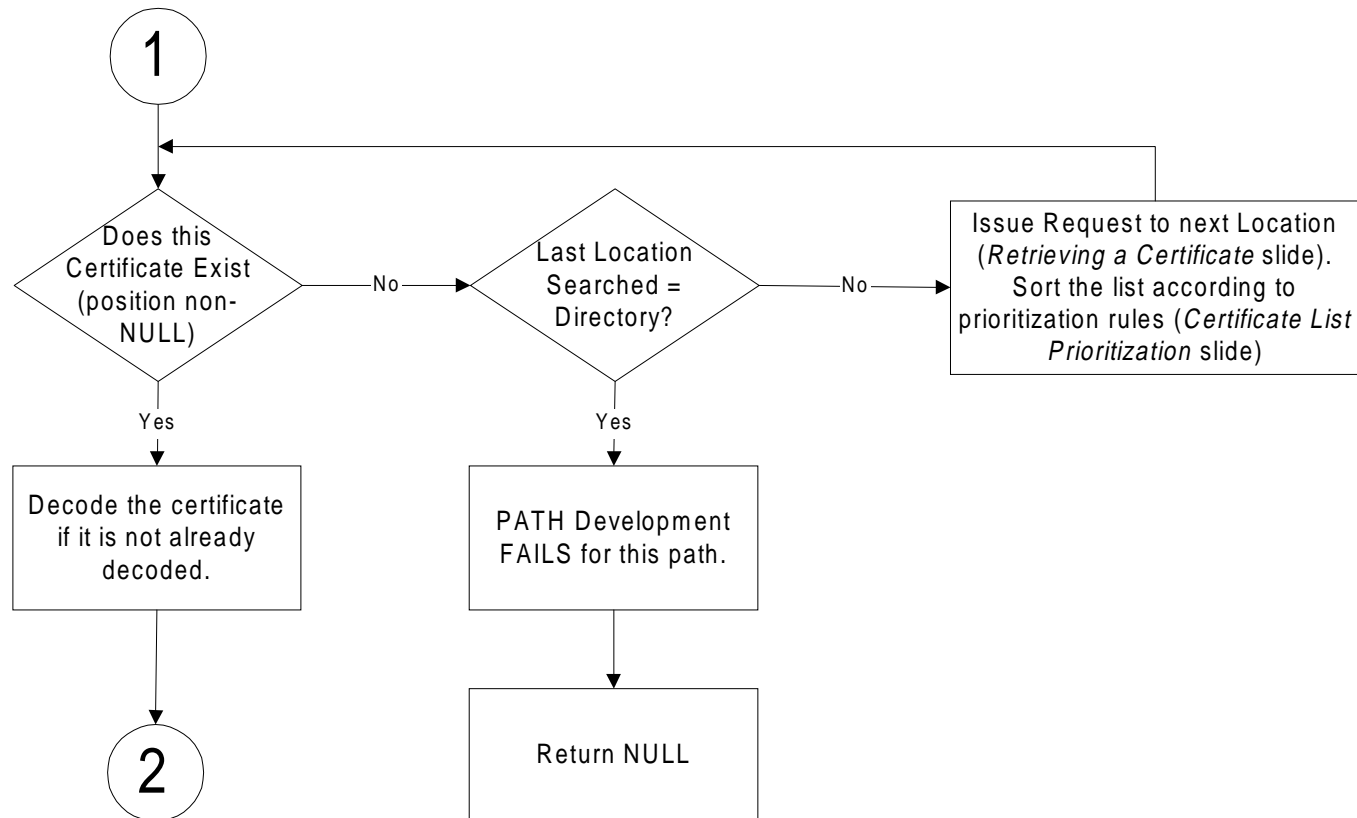 1
Does this
Certificate Exist
(position non-
NULL)
No
Last Location
Searched =
Directory?
No
Issue Request to next Location
(Retrieving a Certificate slide).
Sort the list according to
prioritization rules (Certificate List
Prioritization slide)
Yes
Yes
Decode the certificate
if it is not already
decoded.
PATH Development
FAILS for this path.
2
Return NULL